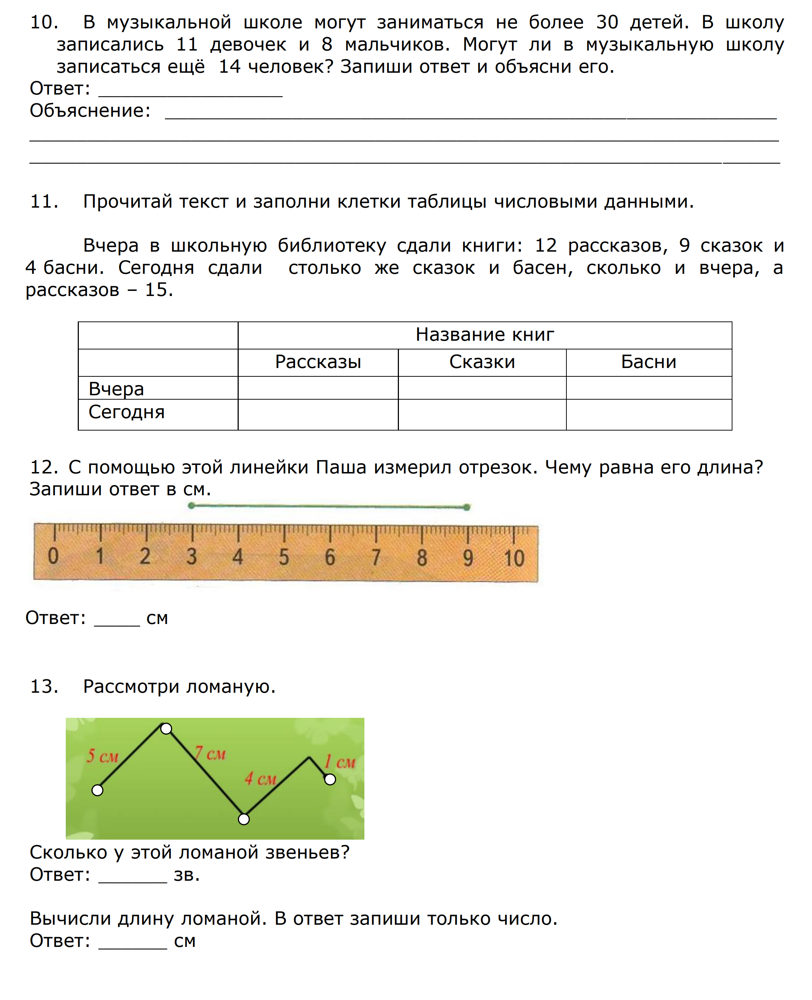 10. В музыкальной школе могут заниматься не более 30 детей. В школу
записались 11 девочек и 8 мальчиков. Могут ли в музыкальную школу
записаться ещё 14 человек? Запиши ответ и объясни его.
Ответ: ________________
Объяснение: _____________________________________________________
_________________________________________________________________
_________________________________________________________________
11. Прочитай текст и заполни клетки таблицы числовыми данными.
Вчера в школьную библиотеку сдали книги: 12 рассказов, 9 сказок и
4 басни. Сегодня сдали столько же сказок и басен, сколько и вчера, а
рассказов – 15.
Название книг
Рассказы Сказки Басни
Вчера
Сегодня
12. С помощью этой линейки Паша измерил отрезок. Чему равна его длина?
Запиши ответ в см.
0 1 2 3 4 5 6 7 8 9 10
Ответ: ____ см
13. Рассмотри ломаную.
5 см 7 см 4 см 1 см
Сколько у этой ломаной звеньев?
Ответ: ______ зв.
Вычисли длину ломаной. В ответ запиши только число.
Ответ: ______ см